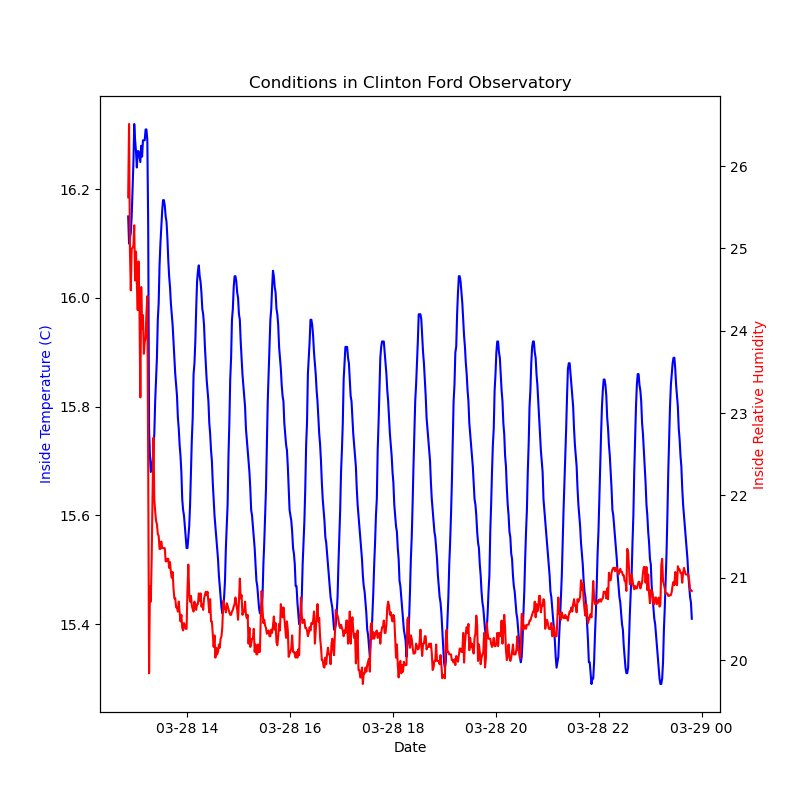 Conditions in Clinton Ford Observatory
Inside Temperature (C)
16.2
16.0
15.8
15.6
15.4
26
25
24
23
22
21
20
Inside Relative Humidity
03-28 14 03-28 16 03-28 18 03-28 20 03-28 22 03-29 00
Date